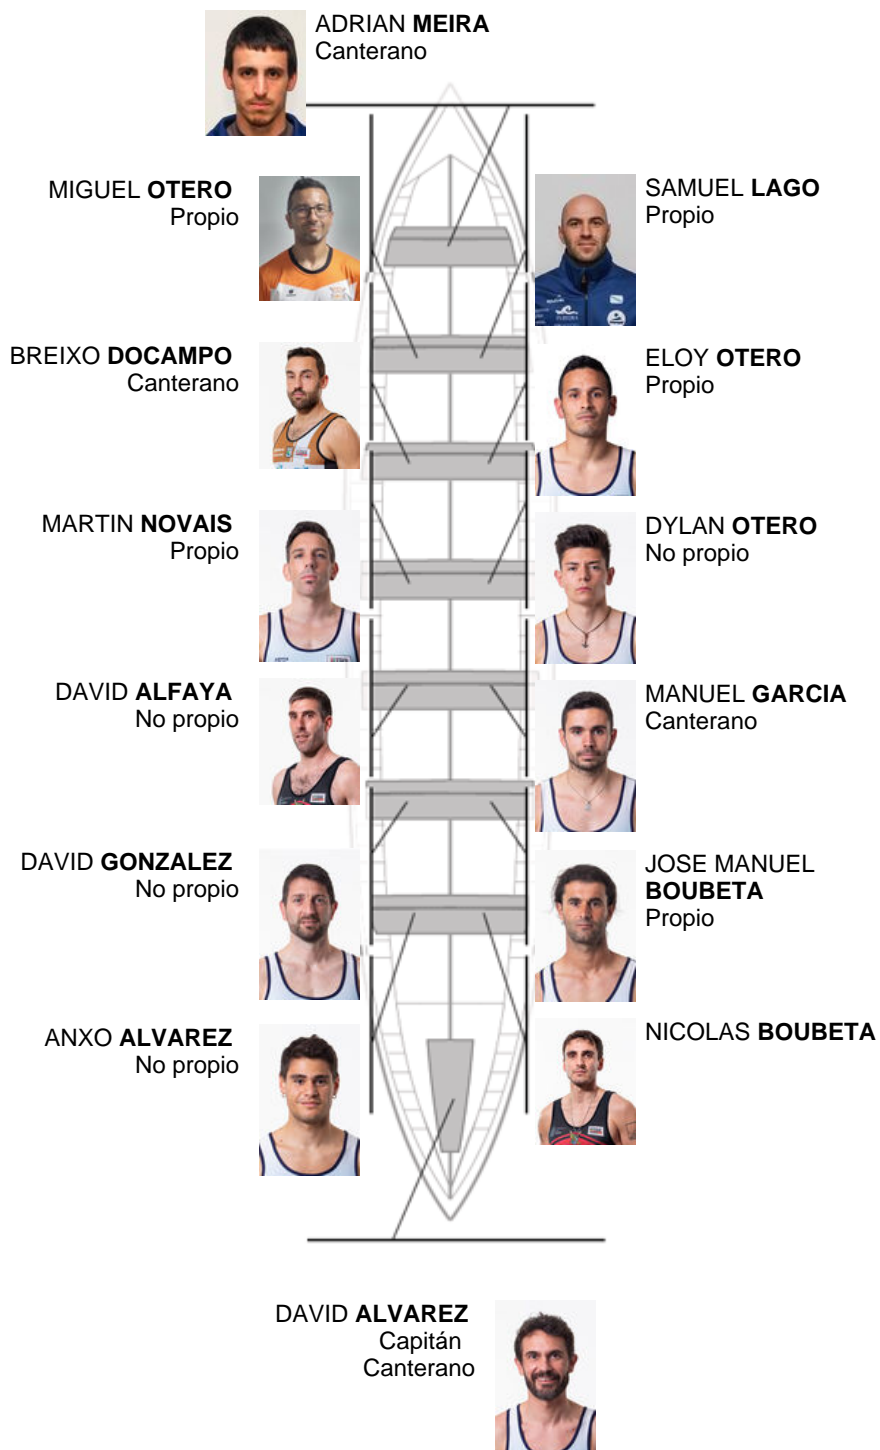 ADRIAN MEIRA
Canterano
MIGUEL OTERO
Propio
SAMUEL LAGO
Propio
BREIXO DOCAMPO
Canterano
ELOY OTERO
Propio
MARTIN NOVAIS
Propio
DYLAN OTERO
No propio
DAVID ALFAYA
No propio
MANUEL GARCIA
Canterano
DAVID GONZALEZ
No propio
JOSE MANUEL
BOUBETA
Propio
ANXO ALVAREZ
No propio
NICOLAS BOUBETA
DAVID ALVAREZ
Capitán
Canterano